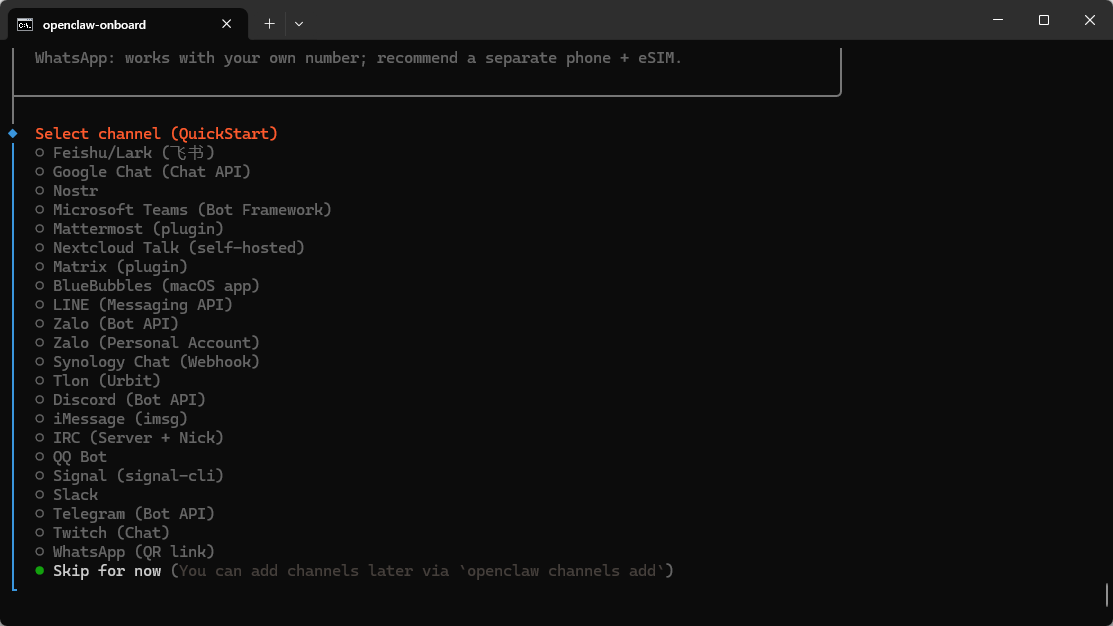 openclaw-onboard
WhatsApp: works with your own number; recommend a separate phone + eSIM.
Select channel (QuickStart)
Feishu/Lark (飞书)
Google Chat (Chat API)
Nostr
Microsoft Teams (Bot Framework)
Mattermost (plugin)
Nextcloud Talk (self-hosted)
Matrix (plugin)
BlueBubbles (macOS app)
LINE (Messaging API)
Zalo (Bot API)
Zalo (Personal Account)
Synology Chat (Webhook)
Tlon (Urbit)
Discord (Bot API)
iMessage (imsg)
IRC (Server + Nick)
QQ Bot
Signal (signal-cli)
Slack
Telegram (Bot API)
Twitch (Chat)
WhatsApp (QR link)
Skip for now (You can add channels later via `openclaw channels add`)